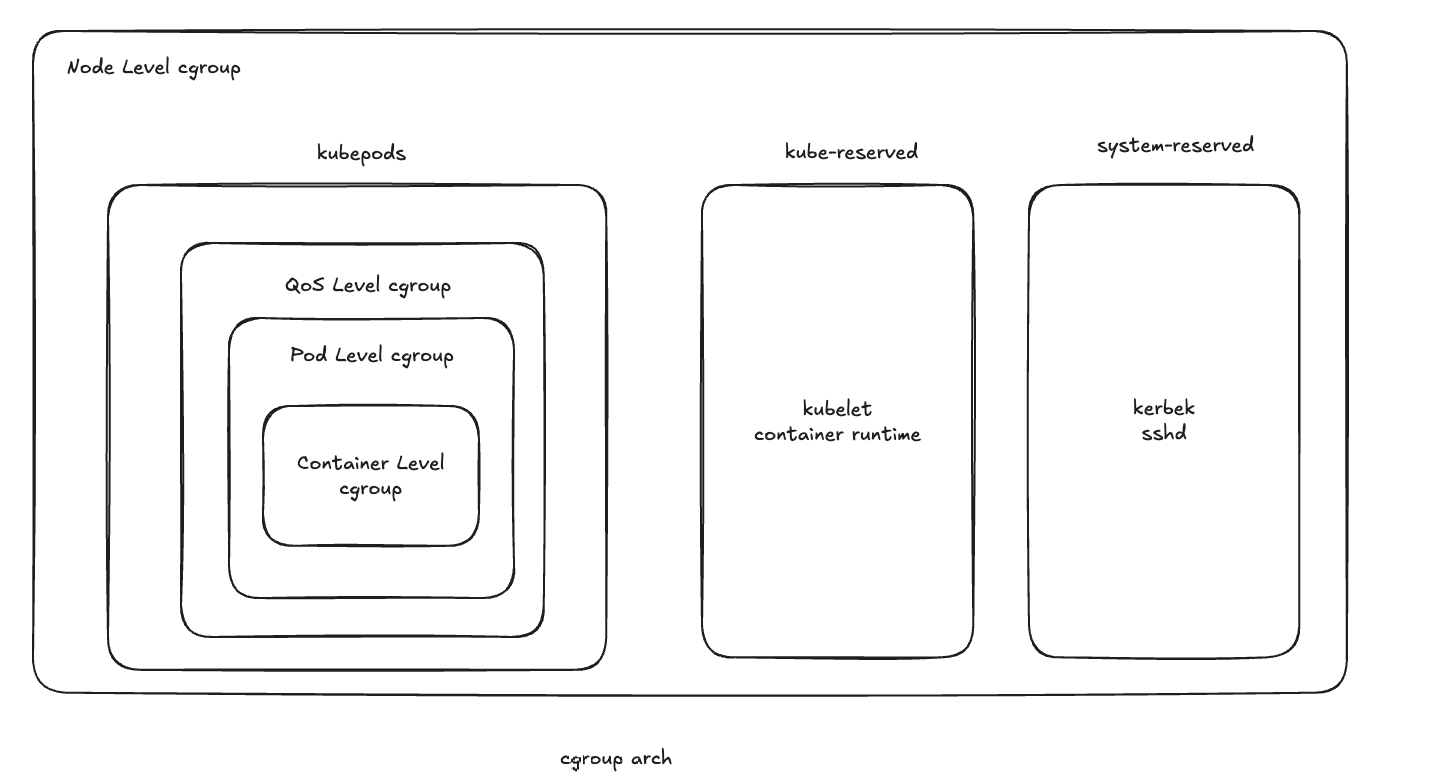 Node Level cgroup
kubepods
kube-reserved
system-reserved
QoS Level cgroup
Pod Level cgroup
Container Level
cgroup
kubelet
container runtime
kerbek
sshd
cgroup arch